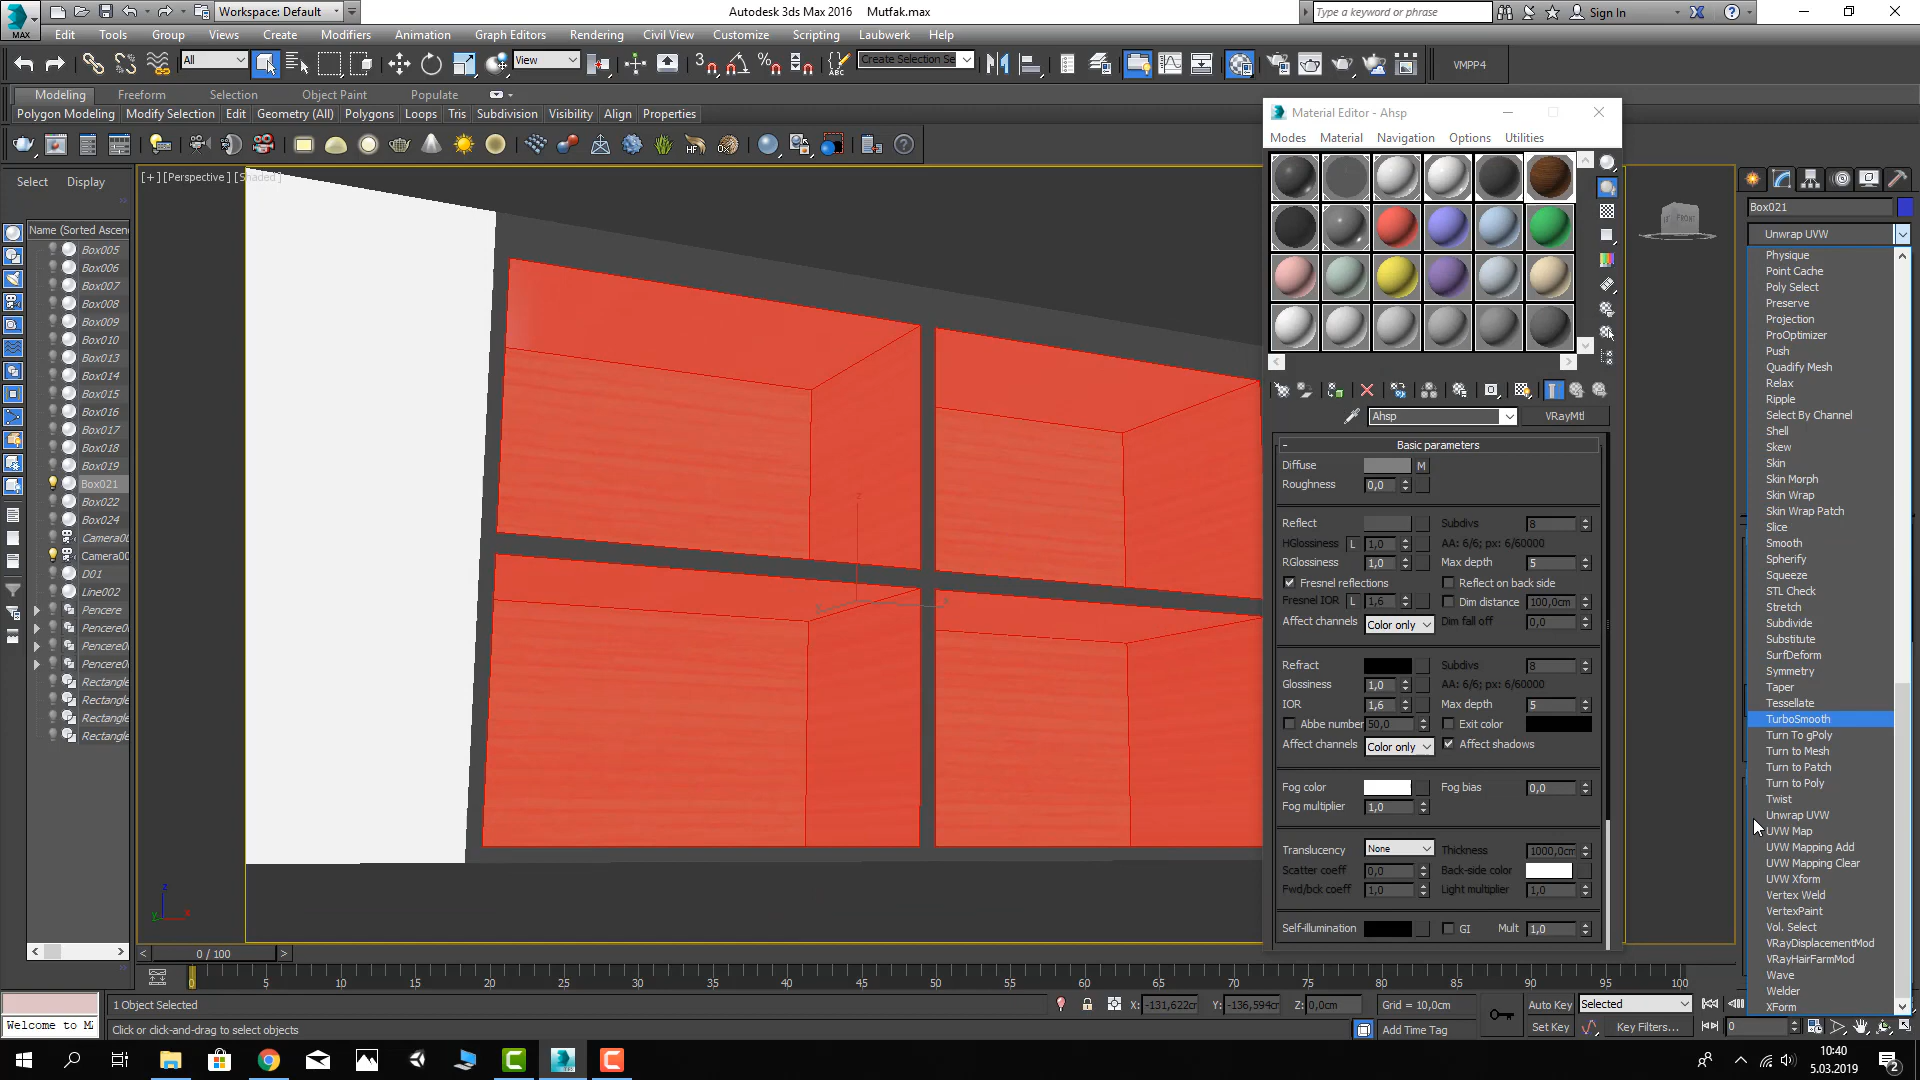 Workspace: Default
Autodesk 3ds Max 2016    Mutfak.max
Type a keyword or phrase
Sign In
MAX
Edit
Tools
Group
Views
Create
Modifiers
Animation
Graph Editors
Rendering
Civil View
Customize
Scripting
Laubwerk
Help
All
View
Create Selection Se
VMPP4
Modeling
Freeform
Selection
Object Paint
Populate
Polygon Modeling
Modify Selection
Edit
Geometry (All)
Polygons
Loops
Tris
Subdivision
Visibility
Align
Properties
Select
Display
Name (Sorted Ascen
Box005
Box006
Box007
Box008
Box009
Box010
Box013
Box014
Box015
Box016
Box017
Box018
Box019
Box021
Box022
Box024
Camera00
Camera00
D01
Line002
Pencere
Pencere0
Pencere0
Pencere0
Rectangle
Rectangle
Rectangle
Rectangle
[+] [Perspective] [Shaded]
FRONT
Material Editor - Ahsp
Modes
Material
Navigation
Options
Utilities
Ahsp
VRayMtl
Basic parameters
Diffuse
M
Roughness 0,0
Reflect
Subdivs 8
HGlossiness L 1,0
AA: 6/6; px: 6/60000
RGlossiness 1,0
Max depth 5
Fresnel reflections
Reflect on back side
Fresnel IOR L 1,6
Dim distance 100,0cm
Affect channels Color only
Dim fall off 0,0
Refract
Subdivs 8
Glossiness 1,0
AA: 6/6; px: 6/60000
IOR 1,6
Max depth 5
Abbe number 50,0
Exit color
Affect channels Color only
Affect shadows
Fog color
Fog bias 0,0
Fog multiplier 1,0
Translucency None
Thickness 1000,0cm
Scatter coeff 0,0
Back-side color
Fwd/bck coeff 1,0
Light multiplier 1,0
Self-illumination
GI
Mult 1,0
Box021
Unwrap UVW
Physique
Point Cache
Poly Select
Preserve
Projection
ProOptimizer
Push
Quadify Mesh
Relax
Ripple
Select By Channel
Shell
Skew
Skin
Skin Morph
Skin Wrap
Skin Wrap Patch
Slice
Smooth
Spherify
Squeeze
STL Check
Stretch
Subdivide
Substitute
SurfDeform
Symmetry
Taper
Tessellate
TurboSmooth
Turn To gPoly
Turn to Mesh
Turn to Patch
Turn to Poly
Twist
Unwrap UVW
UVW Map
UVW Mapping Add
UVW Mapping Clear
UVW Xform
Vertex Weld
VertexPaint
Vol. Select
VRayDisplacementMod
VRayHairFarmMod
Wave
Welder
XForm
0 / 100
0 5 10 15 20 25 30 35 40 45 50 55 60 65 70 75 80 85 90 95 100
1 Object Selected
X: -131,622cm
Y: -136,594cm
Z: 0,0cm
Grid = 10,0cm
Auto Key
Selected
Welcome to M
Click or click-and-drag to select objects
Add Time Tag
Set Key
Key Filters...
0
10:40
5.03.2019
2